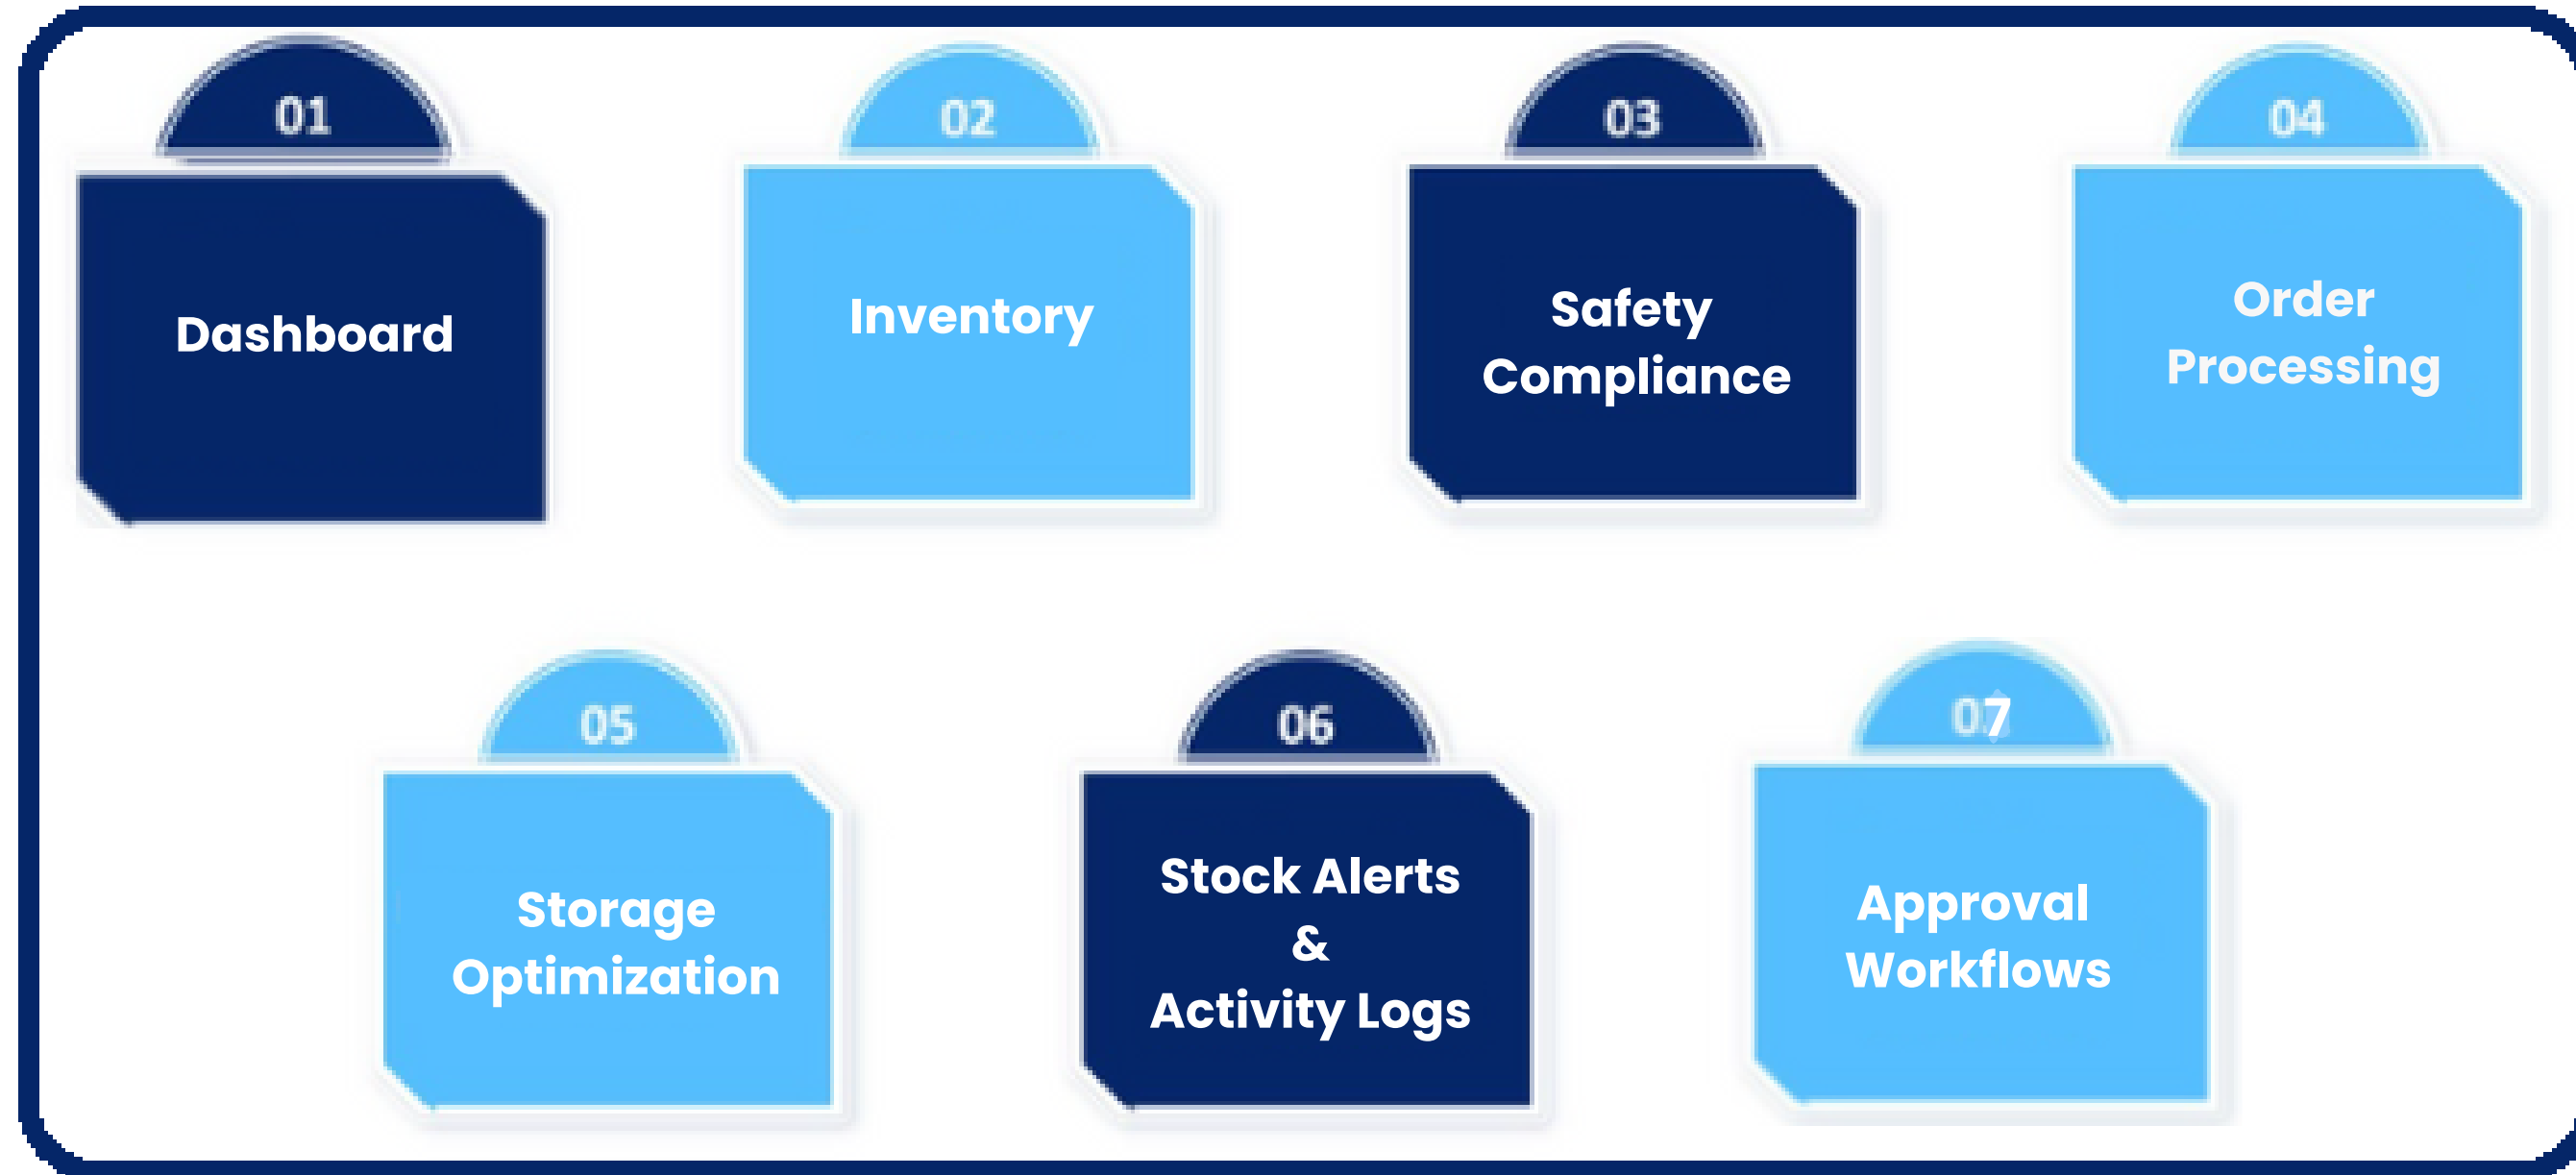 01
Dashboard
02
Inventory
03
Safety
Compliance
04
Order
Processing
05
Storage
Optimization
06
Stock Alerts
&
Activity Logs
07
Approval
Workflows